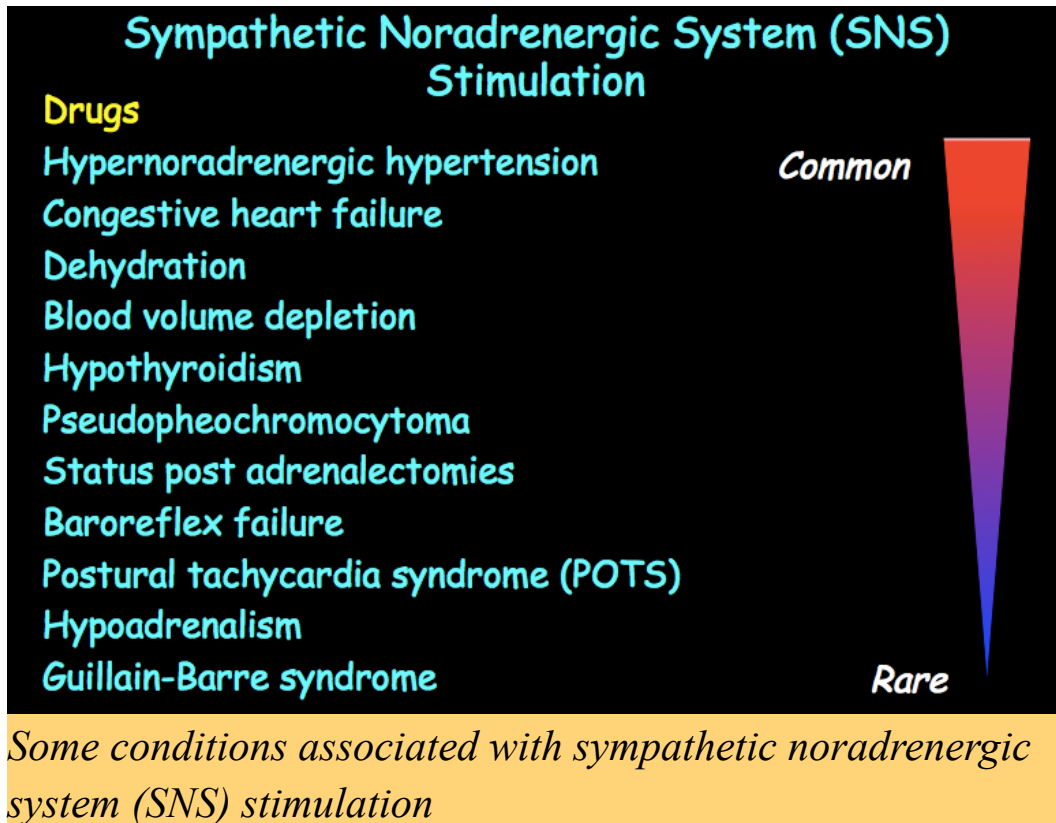 Sympathetic Noradrenergic System (SNS)
Stimulation
Drugs
Hypernoradrenergic hypertension
Common
Congestive heart failure
Dehydration
Blood volume depletion
Hypothyroidism
Pseudopheochromocytoma
Status post adrenalectomies
Baroreflex failure
Postural tachycardia syndrome (POTS)
Hypoadrenalism
Guillain-Barre syndrome
Rare
Some conditions associated with sympathetic noradrenergic
system (SNS) stimulation